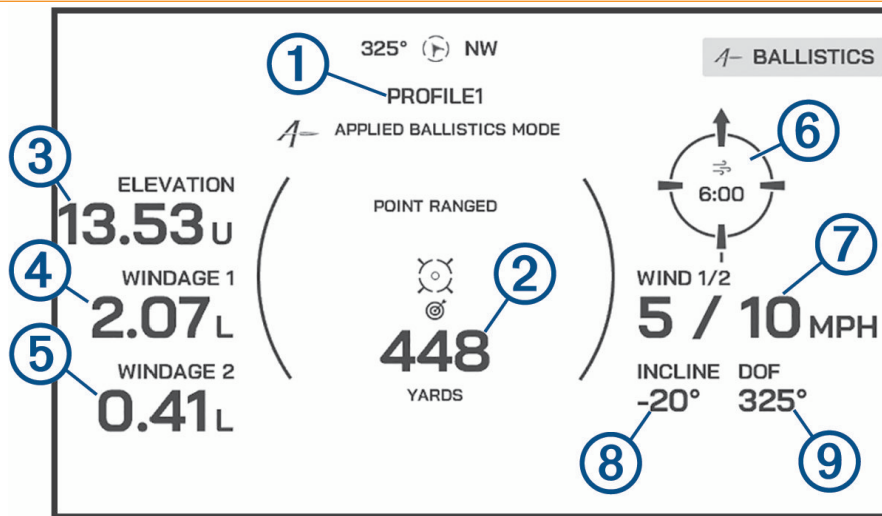 325° NW
BALLISTICS
1
PROFILE1
APPLIED BALLISTICS MODE
6
6:00
3
ELEVATION
13.53 U
POINT RANGED
4
WINDAGE 1
2.07 L
2
448
YARDS
7
WIND 1/2
5 / 10 MPH
5
WINDAGE 2
0.41 L
INCLINE DOF
-20° 325°
8 9